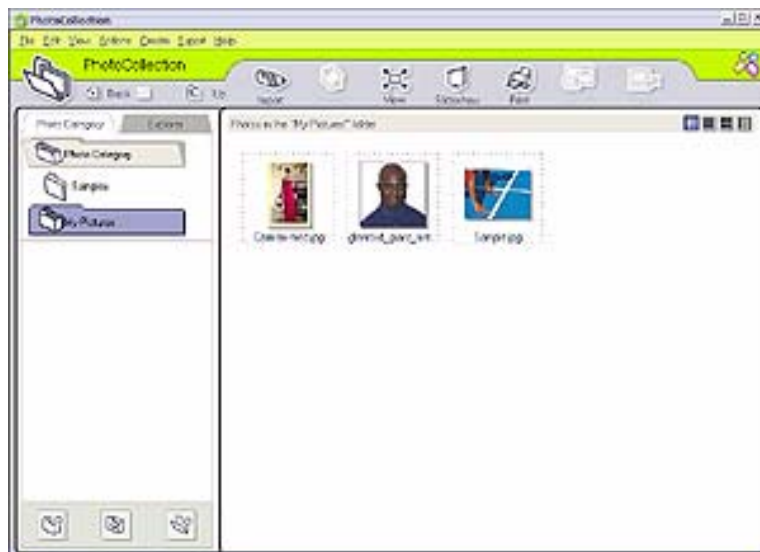 PhotoCollection
File Edit View Options Create Export Help
PhotoCollection
Back Up
Import View Slideshow Print
Photo Category Explorer
Photos in the "My Pictures" folder
Photo Category
Samples
My Pictures
Sample.jpg